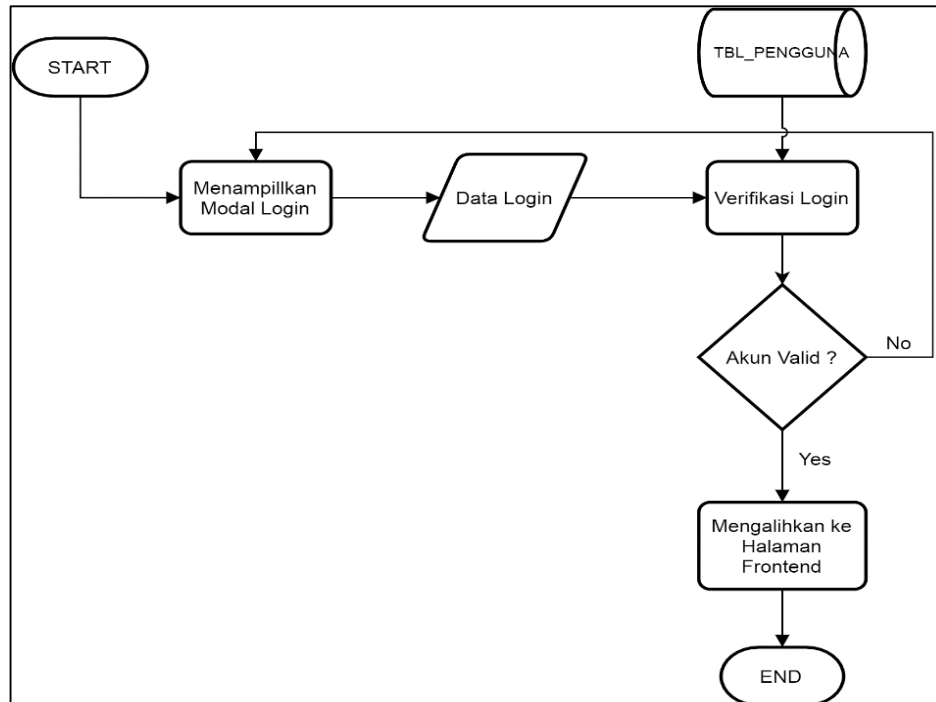 START
TBL_PENGGUNA
Menampillkan
Modal Login
Data Login
Verifikasi Login
Akun Valid ?
No
Yes
Mengalihkan ke
Halaman
Frontend
END